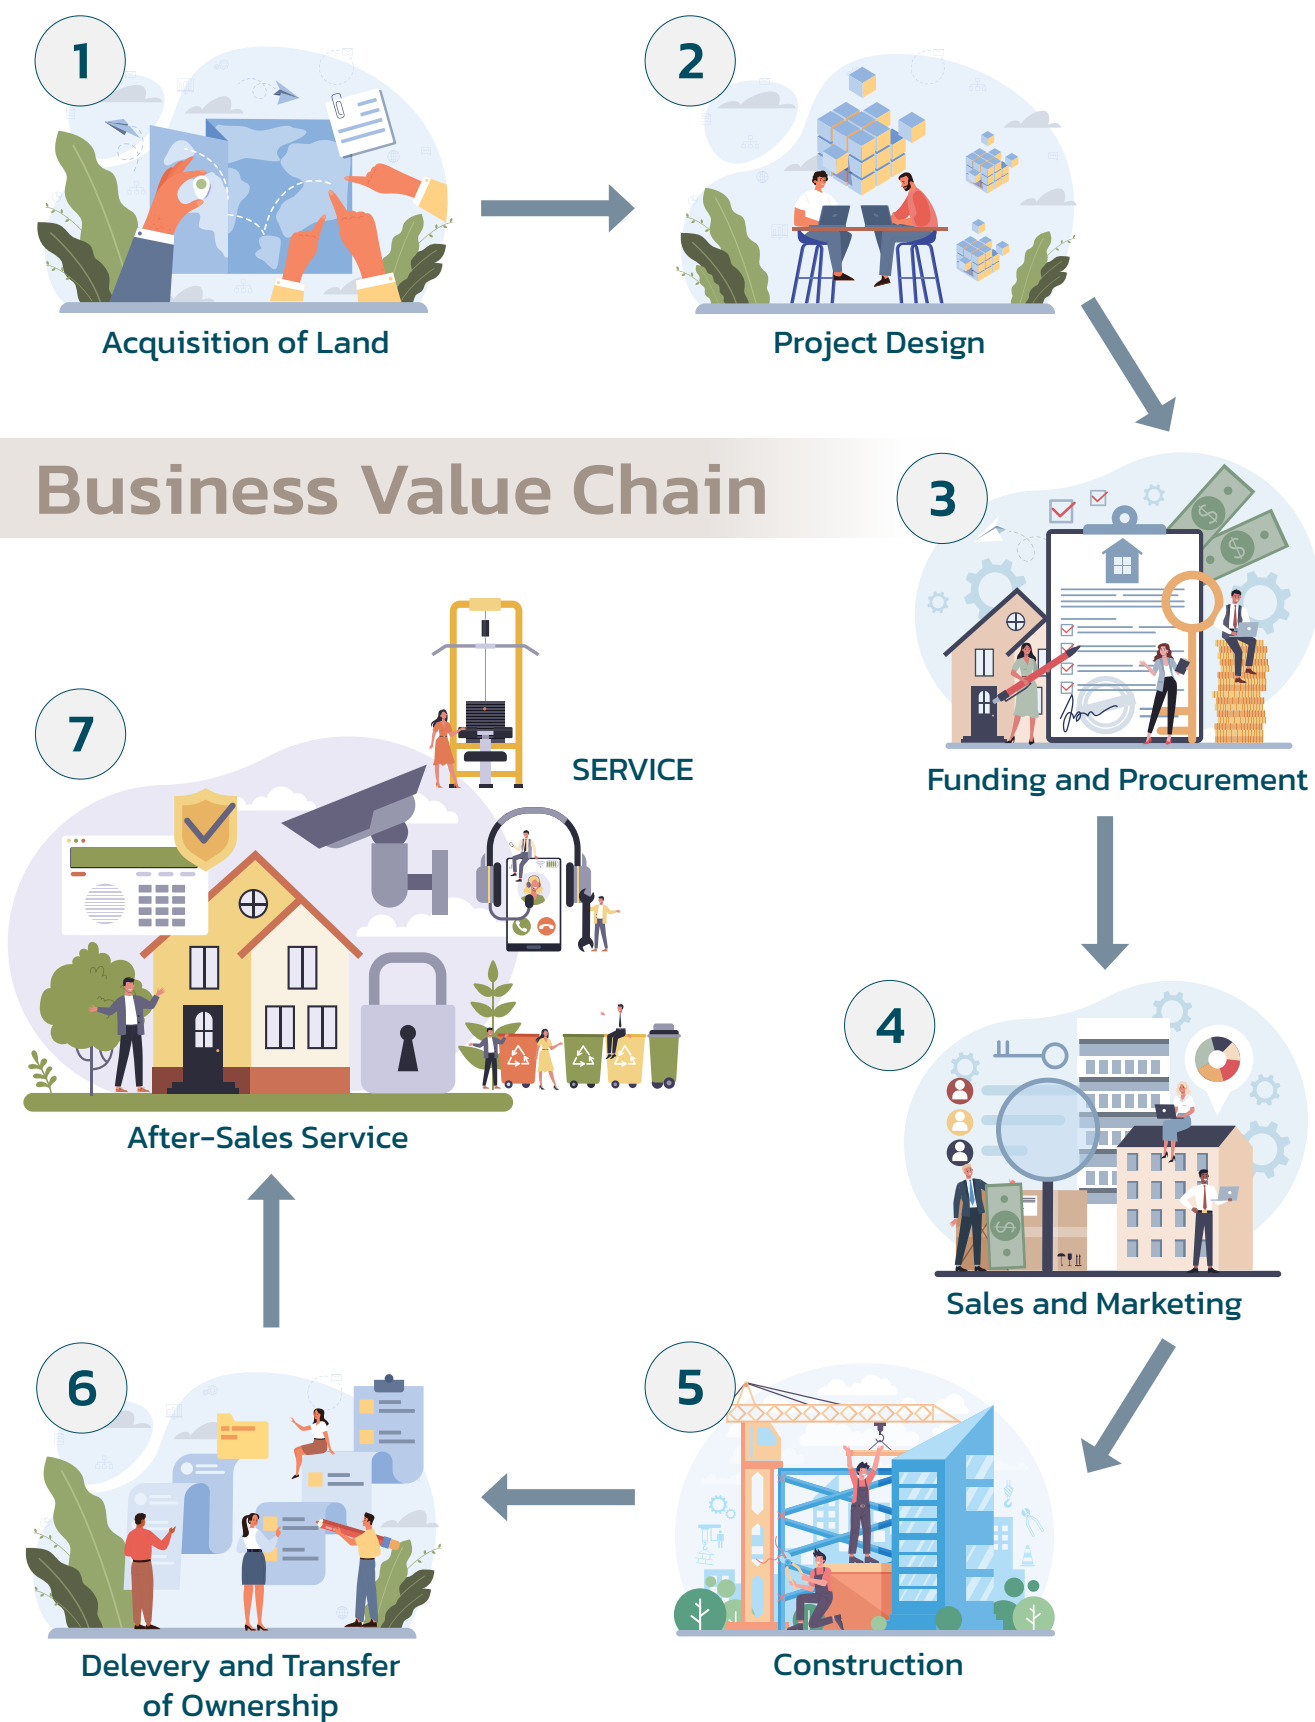 1
Acquisition of Land
2
Project Design
Business Value Chain
3
Funding and Procurement
7
SERVICE
After-Sales Service
4
Sales and Marketing
6
Delevery and Transfer
of Ownership
5
Construction